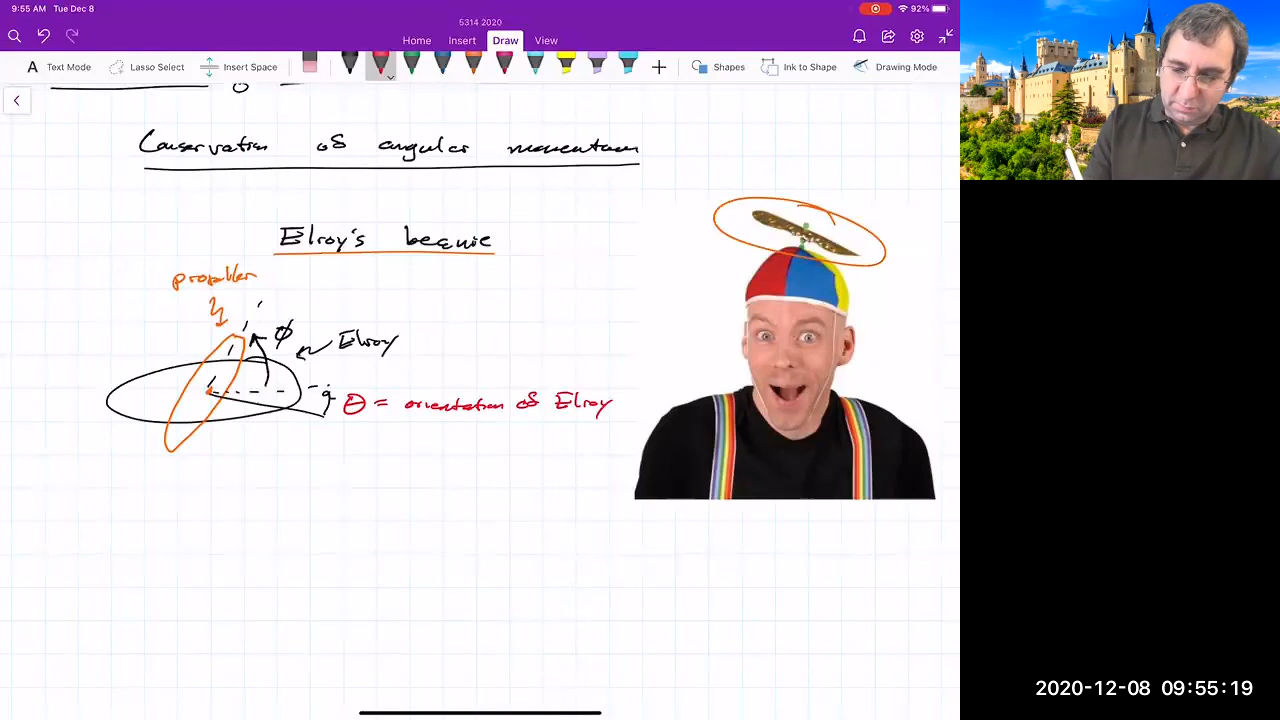 9:55 AM Tue Dec 8
92%
5314 2020
Home Insert Draw View
Text Mode Lasso Select Insert Space Shapes Ink to Shape Drawing Mode
Conservation of angular momentum
Elroy's beanie
propeller
ϕ
Elroy
θ = orientation of Elroy
2020-12-08 09:55:19